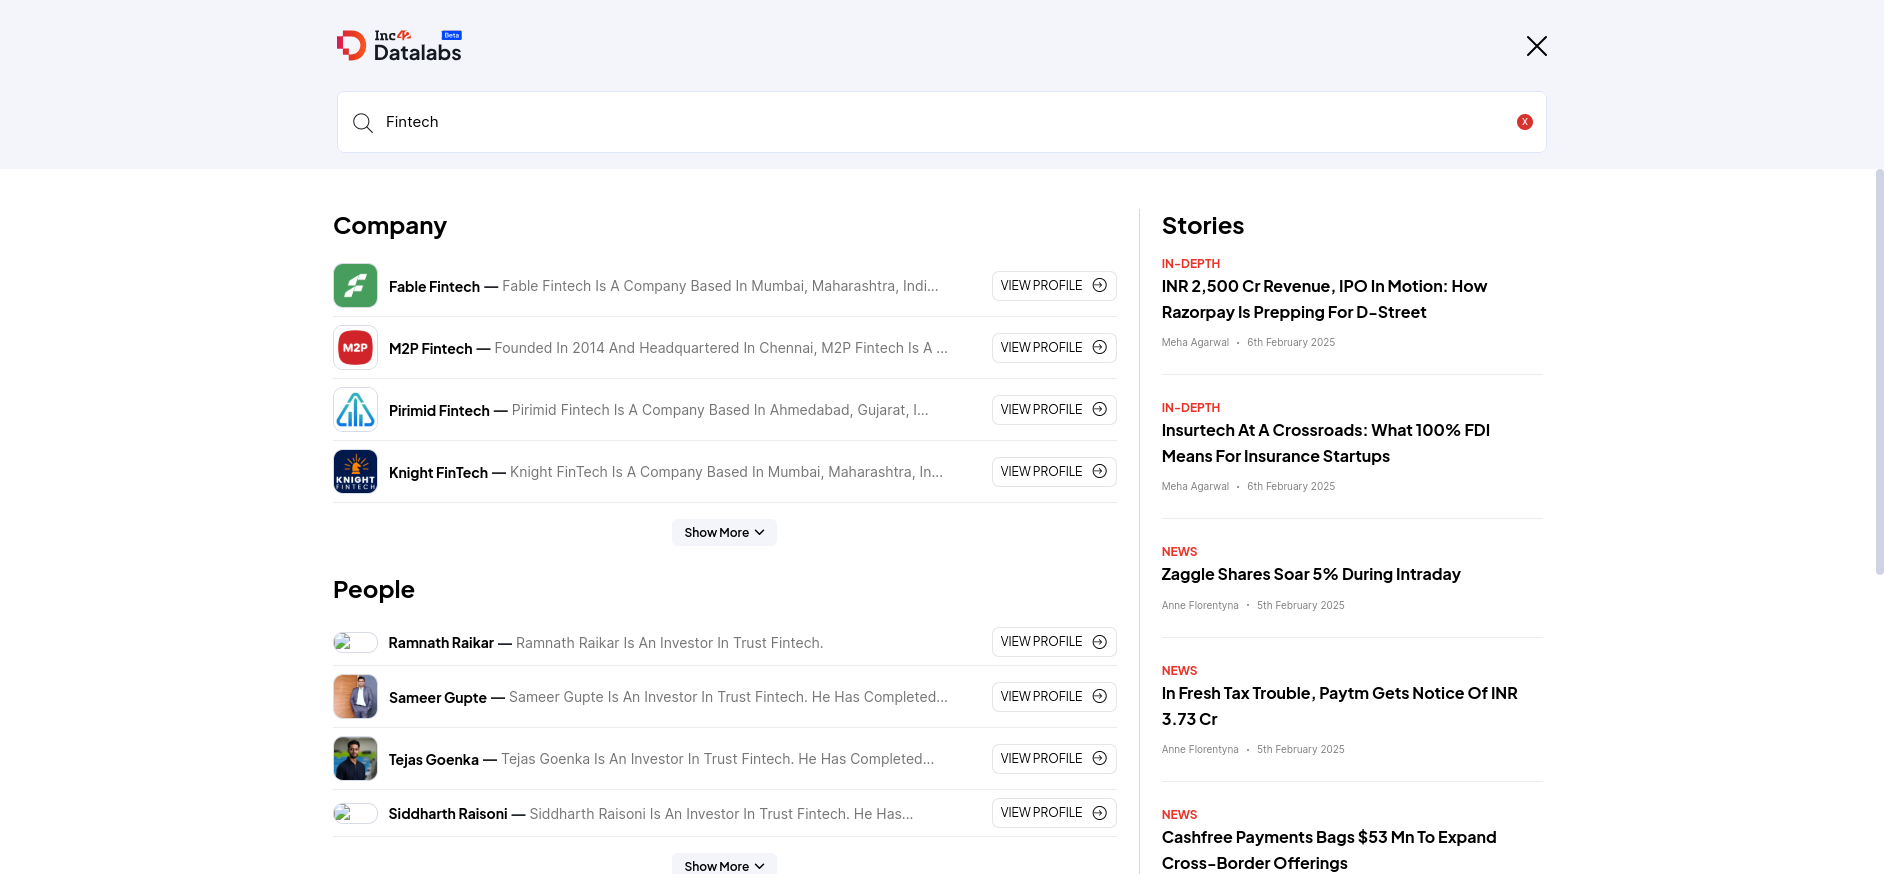 Inc42
Beta
Datalabs
Fintech
X
Company
Fable Fintech — Fable Fintech Is A Company Based In Mumbai, Maharashtra, Indi...
VIEW PROFILE
M2P
M2P Fintech — Founded In 2014 And Headquartered In Chennai, M2P Fintech Is A ...
VIEW PROFILE
Pirimid Fintech — Pirimid Fintech Is A Company Based In Ahmedabad, Gujarat, I...
VIEW PROFILE
KNIGHT
FINTECH
Knight FinTech — Knight FinTech Is A Company Based In Mumbai, Maharashtra, In...
VIEW PROFILE
Show More
People
Ramnath Raikar — Ramnath Raikar Is An Investor In Trust Fintech.
VIEW PROFILE
Sameer Gupte — Sameer Gupte Is An Investor In Trust Fintech. He Has Completed...
VIEW PROFILE
Tejas Goenka — Tejas Goenka Is An Investor In Trust Fintech. He Has Completed...
VIEW PROFILE
Siddharth Raisoni — Siddharth Raisoni Is An Investor In Trust Fintech. He Has...
VIEW PROFILE
Show More
Stories
IN-DEPTH
INR 2,500 Cr Revenue, IPO In Motion: How
Razorpay Is Prepping For D-Street
Meha Agarwal • 6th February 2025
IN-DEPTH
Insurtech At A Crossroads: What 100% FDI
Means For Insurance Startups
Meha Agarwal • 6th February 2025
NEWS
Zaggle Shares Soar 5% During Intraday
Anne Florentyna • 5th February 2025
NEWS
In Fresh Tax Trouble, Paytm Gets Notice Of INR
3.73 Cr
Anne Florentyna • 5th February 2025
NEWS
Cashfree Payments Bags $53 Mn To Expand
Cross-Border Offerings